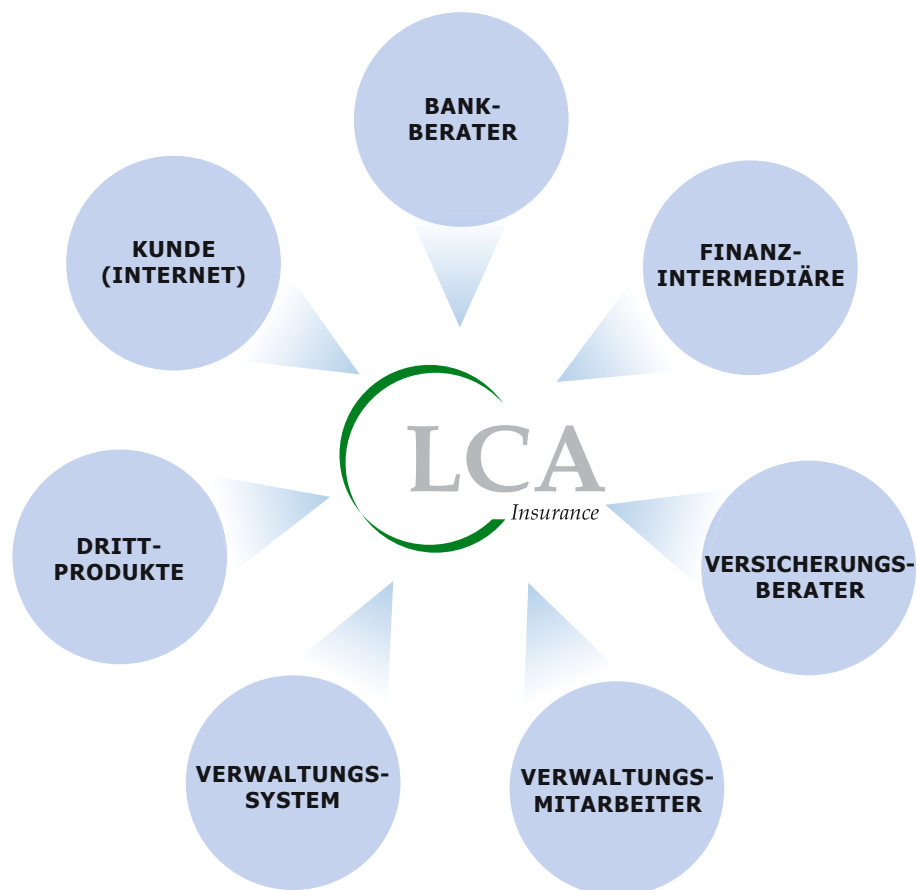 BANK-
BERATER
KUNDE
(INTERNET)
FINANZ-
INTERMEDIÄRE
LCA
Insurance
DRITT-
PRODUKTE
VERSICHERUNGS-
BERATER
VERWALTUNGS-
SYSTEM
VERWALTUNGS-
MITARBEITER